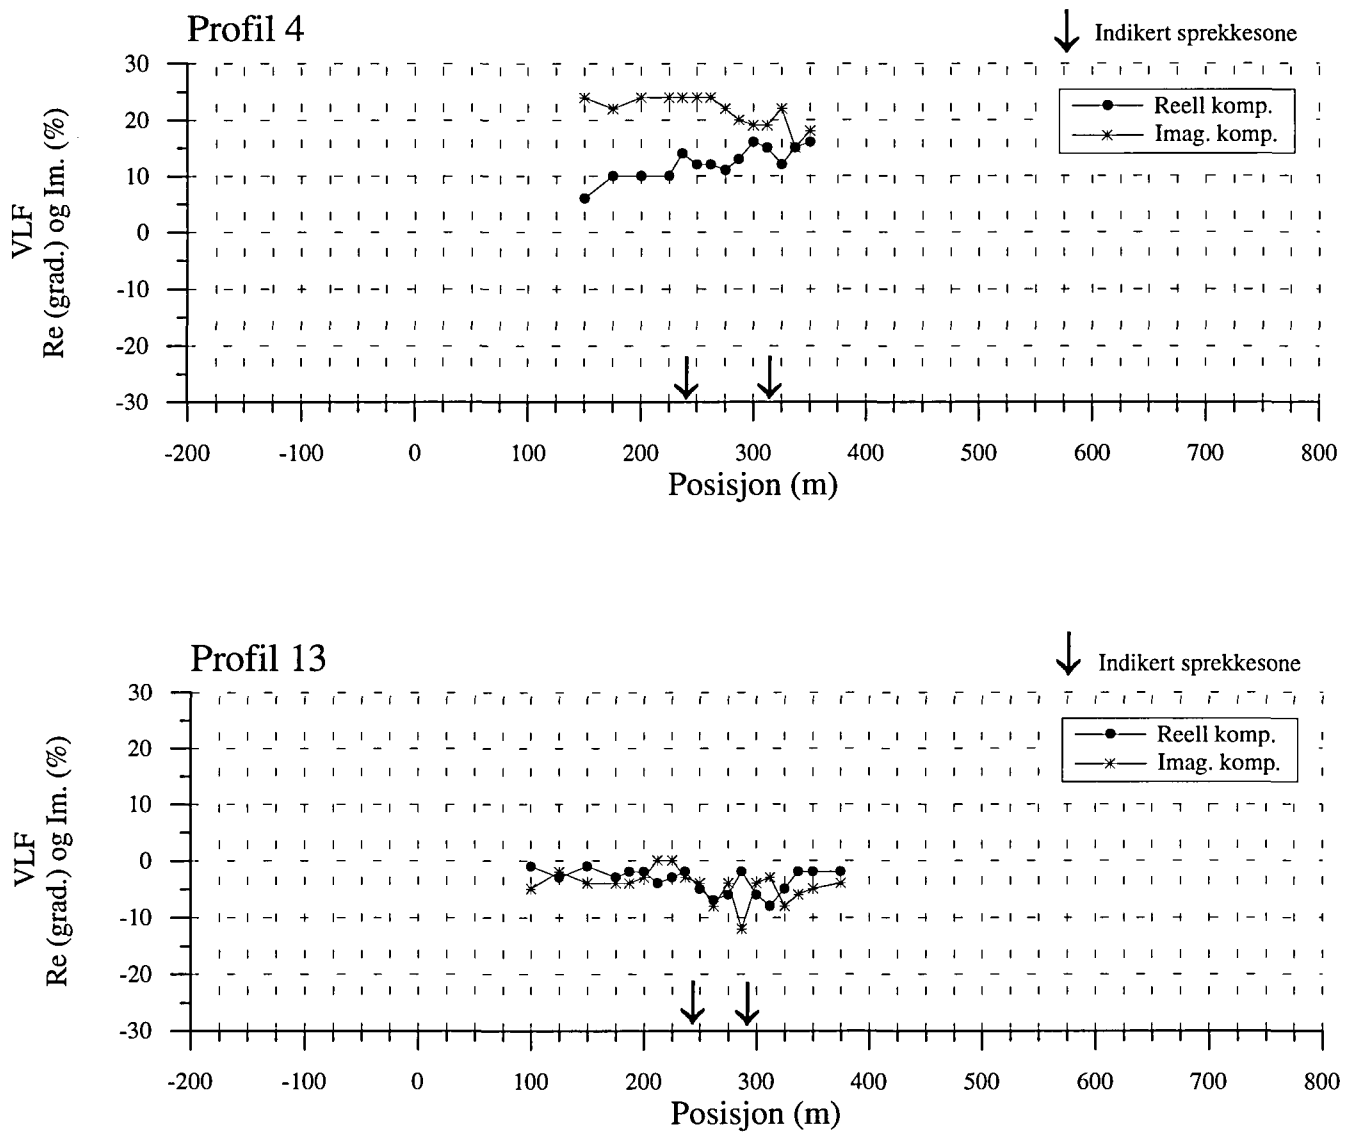 Profil 4
Indikert sprekkesone
Reell komp.
Imag. komp.
VLF
Re (grad.) og Im. (%)
30
20
10
0
-10
-20
-30
-200 -100 0 100 200 300 400 500 600 700 800
Posisjon (m)
Profil 13
Indikert sprekkesone
Reell komp.
Imag. komp.
VLF
Re (grad.) og Im. (%)
30
20
10
0
-10
-20
-30
-200 -100 0 100 200 300 400 500 600 700 800
Posisjon (m)